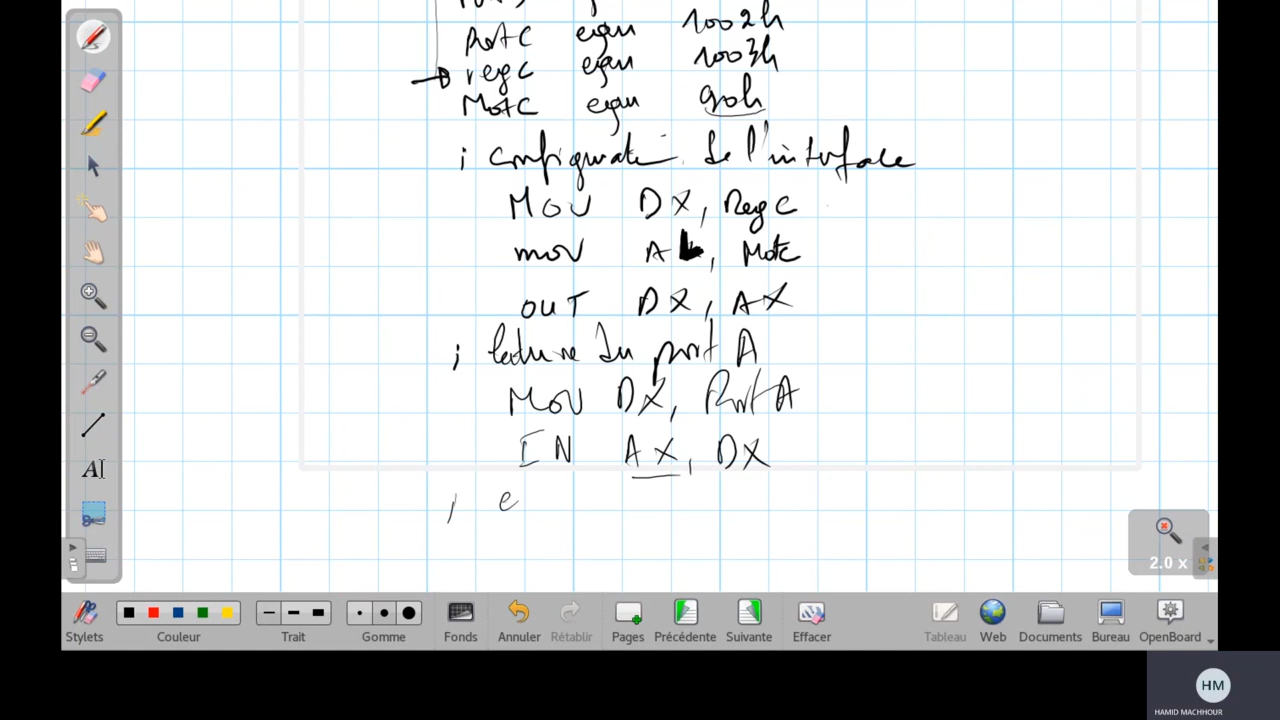 PortC equ 1002h
regC equ 1003h
MotC equ 90h
; configurati. de l'interface
MOV DX, RegC
mov AL, MotC
OUT DX, AX
; lecture du port A
MOV DX, PortA
IN AX, DX
; e
2.0 x
Stylets
Couleur
Trait
Gomme
Fonds
Annuler
Rétablir
Pages
Précédente
Suivante
Effacer
Tableau
Web
Documents
Bureau
OpenBoard
HM
HAMID MACHHOUR